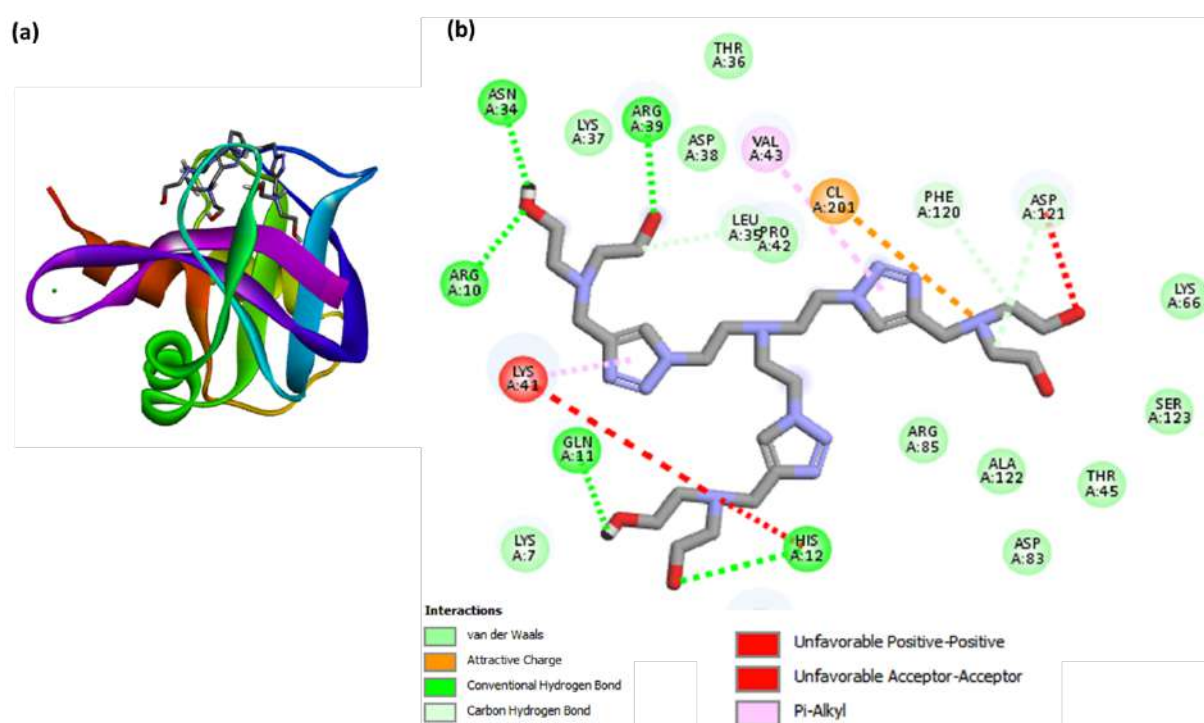 (a)
(b)
THR
A:36
ASN
A:34
ARG
A:39
LYS
A:37
ASP
A:38
VAL
A:43
CL
A:201
PHE
A:120
ASP
A:121
LEU
A:35
PRO
A:42
ARG
A:10
LYS
A:66
LYS
A:41
SER
A:123
GLN
A:11
ARG
A:85
ALA
A:122
THR
A:45
LYS
A:7
HIS
A:12
ASP
A:83
Interactions
van der Waals
Attractive Charge
Conventional Hydrogen Bond
Carbon Hydrogen Bond
Unfavorable Positive-Positive
Unfavorable Acceptor-Acceptor
Pi-Alkyl